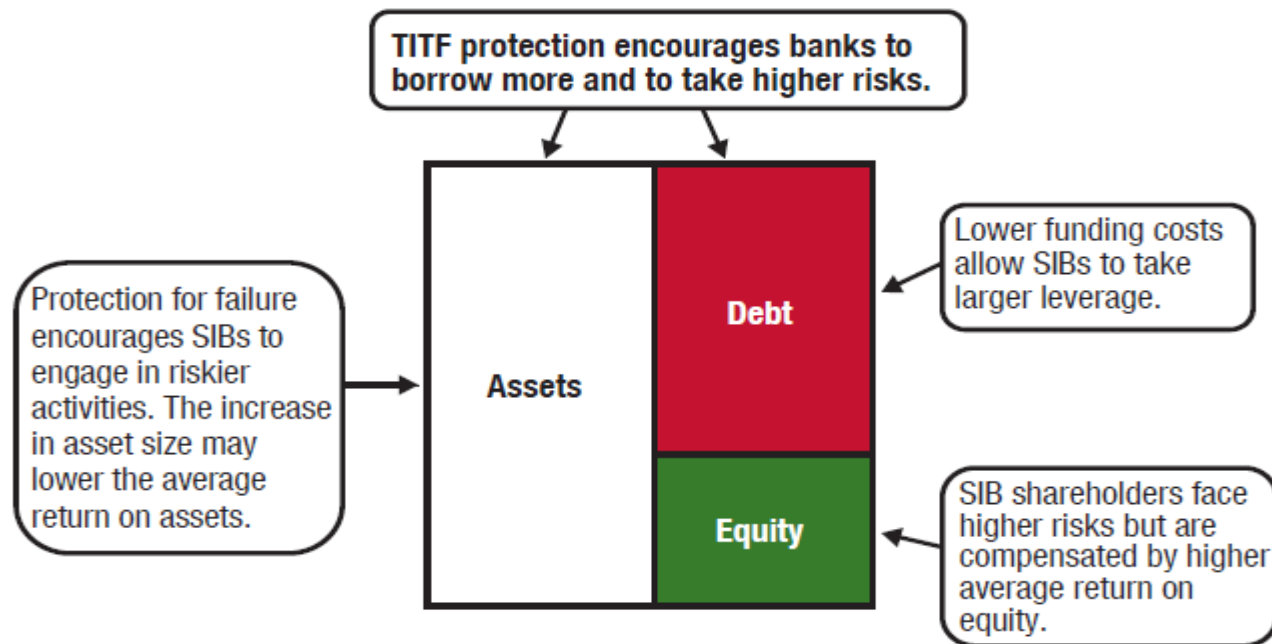 TITF protection encourages banks to
borrow more and to take higher risks.
Protection for failure
encourages SIBs to
engage in riskier
activities. The increase
in asset size may
lower the average
return on assets.
Assets
Debt
Equity
Lower funding costs
allow SIBs to take
larger leverage.
SIB shareholders face
higher risks but are
compensated by higher
average return on
equity.